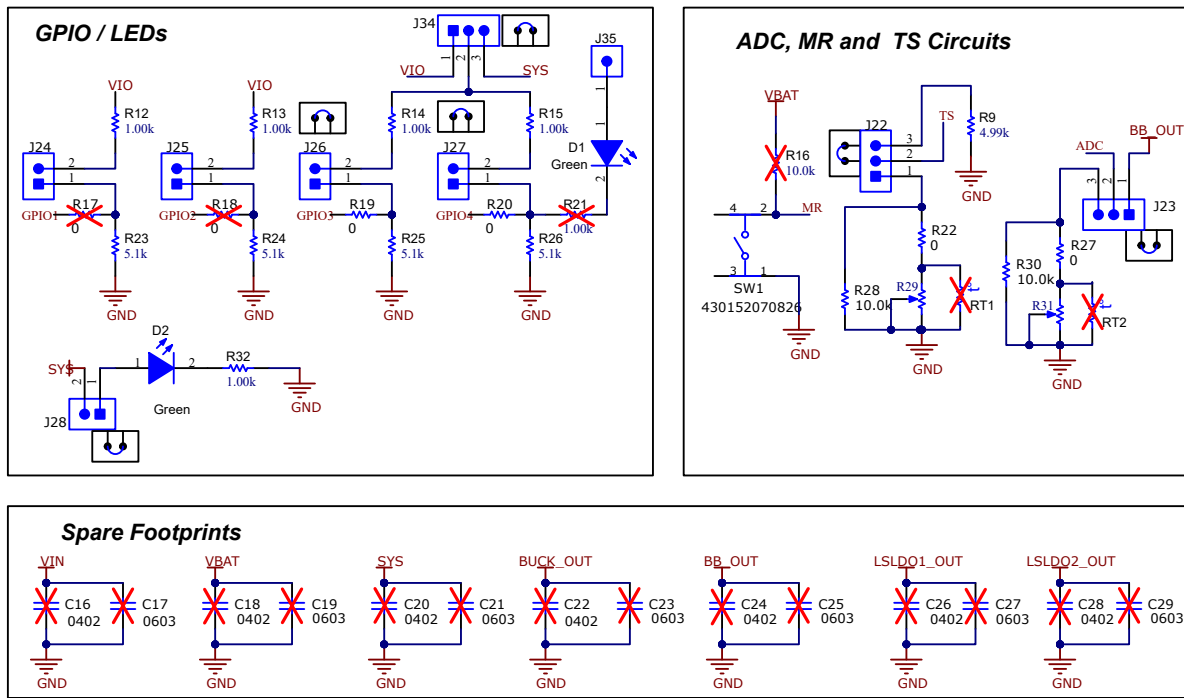 GPIO / LEDs
J34
1
2
3
VIO
SYS
J35
1
VIO
R12
1.00k
VIO
R13
1.00k
R14
1.00k
R15
1.00k
D1
Green
2
J24
2
1
J25
2
1
J26
2
1
J27
2
1
GPIO1
R17
0
GPIO2
R18
0
GPIO3
R19
0
GPIO4
R20
0
R21
1.00k
R23
5.1k
R24
5.1k
R25
5.1k
R26
5.1k
GND
GND
GND
GND
SYS
2
1
J28
1
D2
2
Green
R32
1.00k
GND
ADC, MR and TS Circuits
VBAT
R16
10.0k
4
2
MR
3
1
SW1
430152070826
GND
J22
3
2
1
TS
R9
4.99k
GND
R22
0
R28
10.0k
R29
t
RT1
GND
ADC
BB_OUT
3
2
1
J23
R27
0
R30
10.0k
R31
t
RT2
GND
Spare Footprints
VIN
C16
0402
C17
0603
GND
VBAT
C18
0402
C19
0603
GND
SYS
C20
0402
C21
0603
GND
BUCK_OUT
C22
0402
C23
0603
GND
BB_OUT
C24
0402
C25
0603
GND
LSLDO1_OUT
C26
0402
C27
0603
GND
LSLDO2_OUT
C28
0402
C29
0603
GND